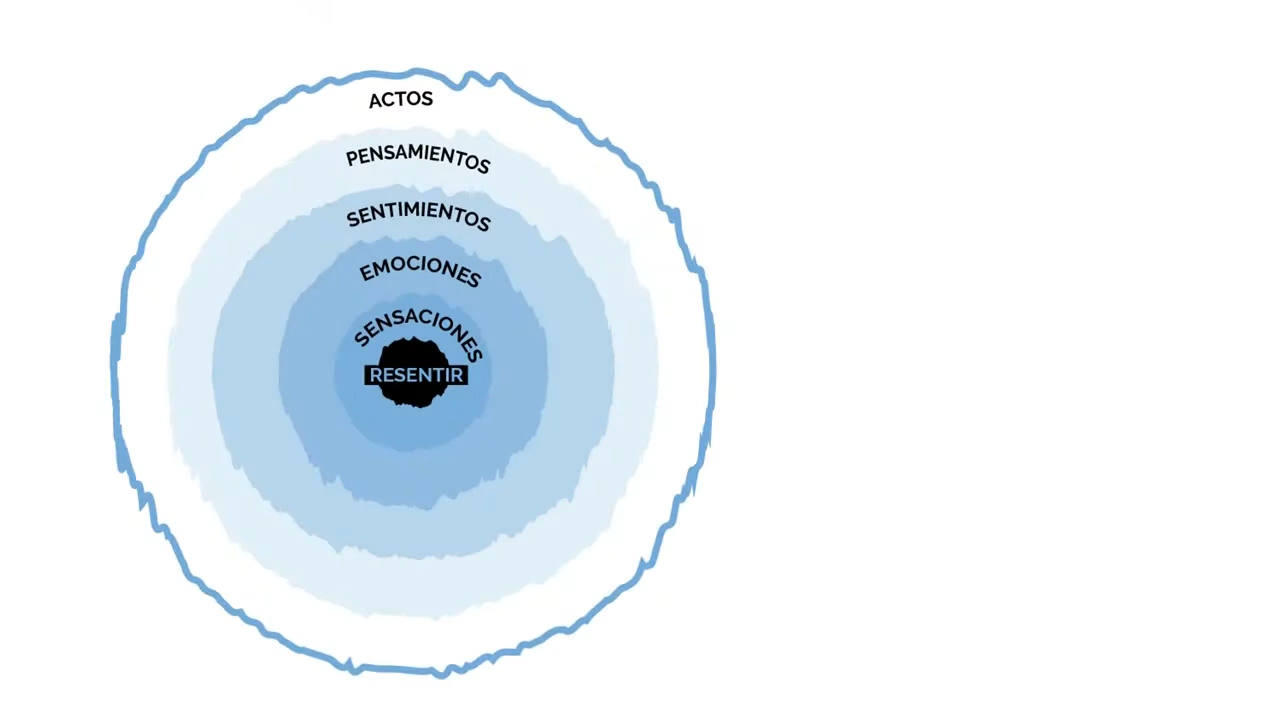 ACTOS
PENSAMIENTOS
SENTIMIENTOS
EMOCIONES
SENSACIONES
RESENTIR